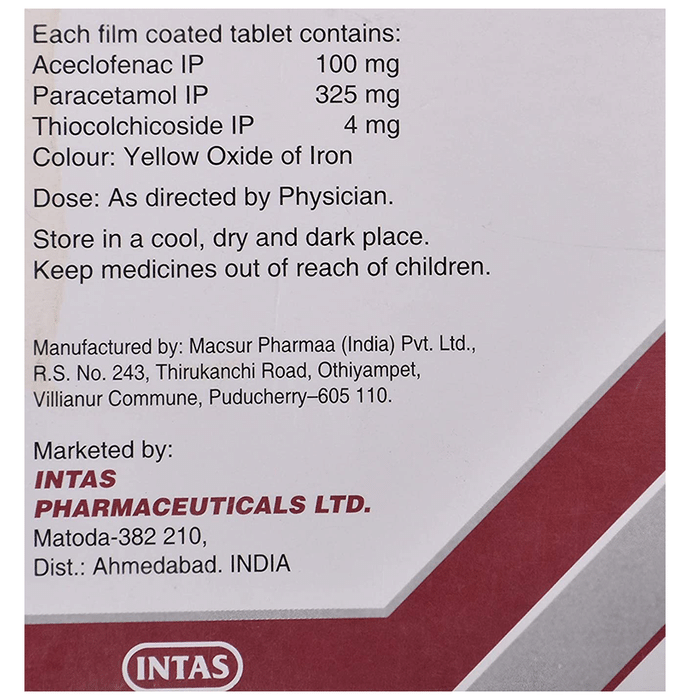 Each film coated tablet contains:
Aceclofenac IP 100 mg
Paracetamol IP 325 mg
Thiocolchicoside IP 4 mg
Colour: Yellow Oxide of Iron
Dose: As directed by Physician.
Store in a cool, dry and dark place.
Keep medicines out of reach of children.
Manufactured by: Macsur Pharmaa (India) Pvt. Ltd.,
R.S. No. 243, Thirukanchi Road, Othiyampet,
Villianur Commune, Puducherry–605 110.
Marketed by:
INTAS
PHARMACEUTICALS LTD.
Matoda-382 210,
Dist.: Ahmedabad. INDIA
INTAS